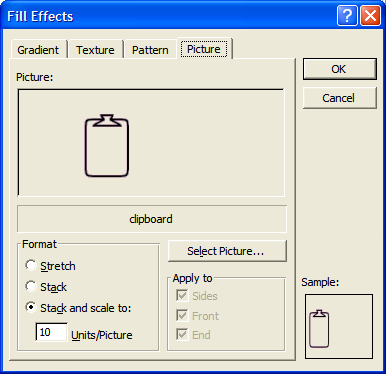 Fill Effects
Gradient Texture Pattern Picture
Picture:
OK
Cancel
clipboard
Format
Stretch
Stack
Stack and scale to:
10 Units/Picture
Select Picture...
Apply to
Sides
Front
End
Sample: